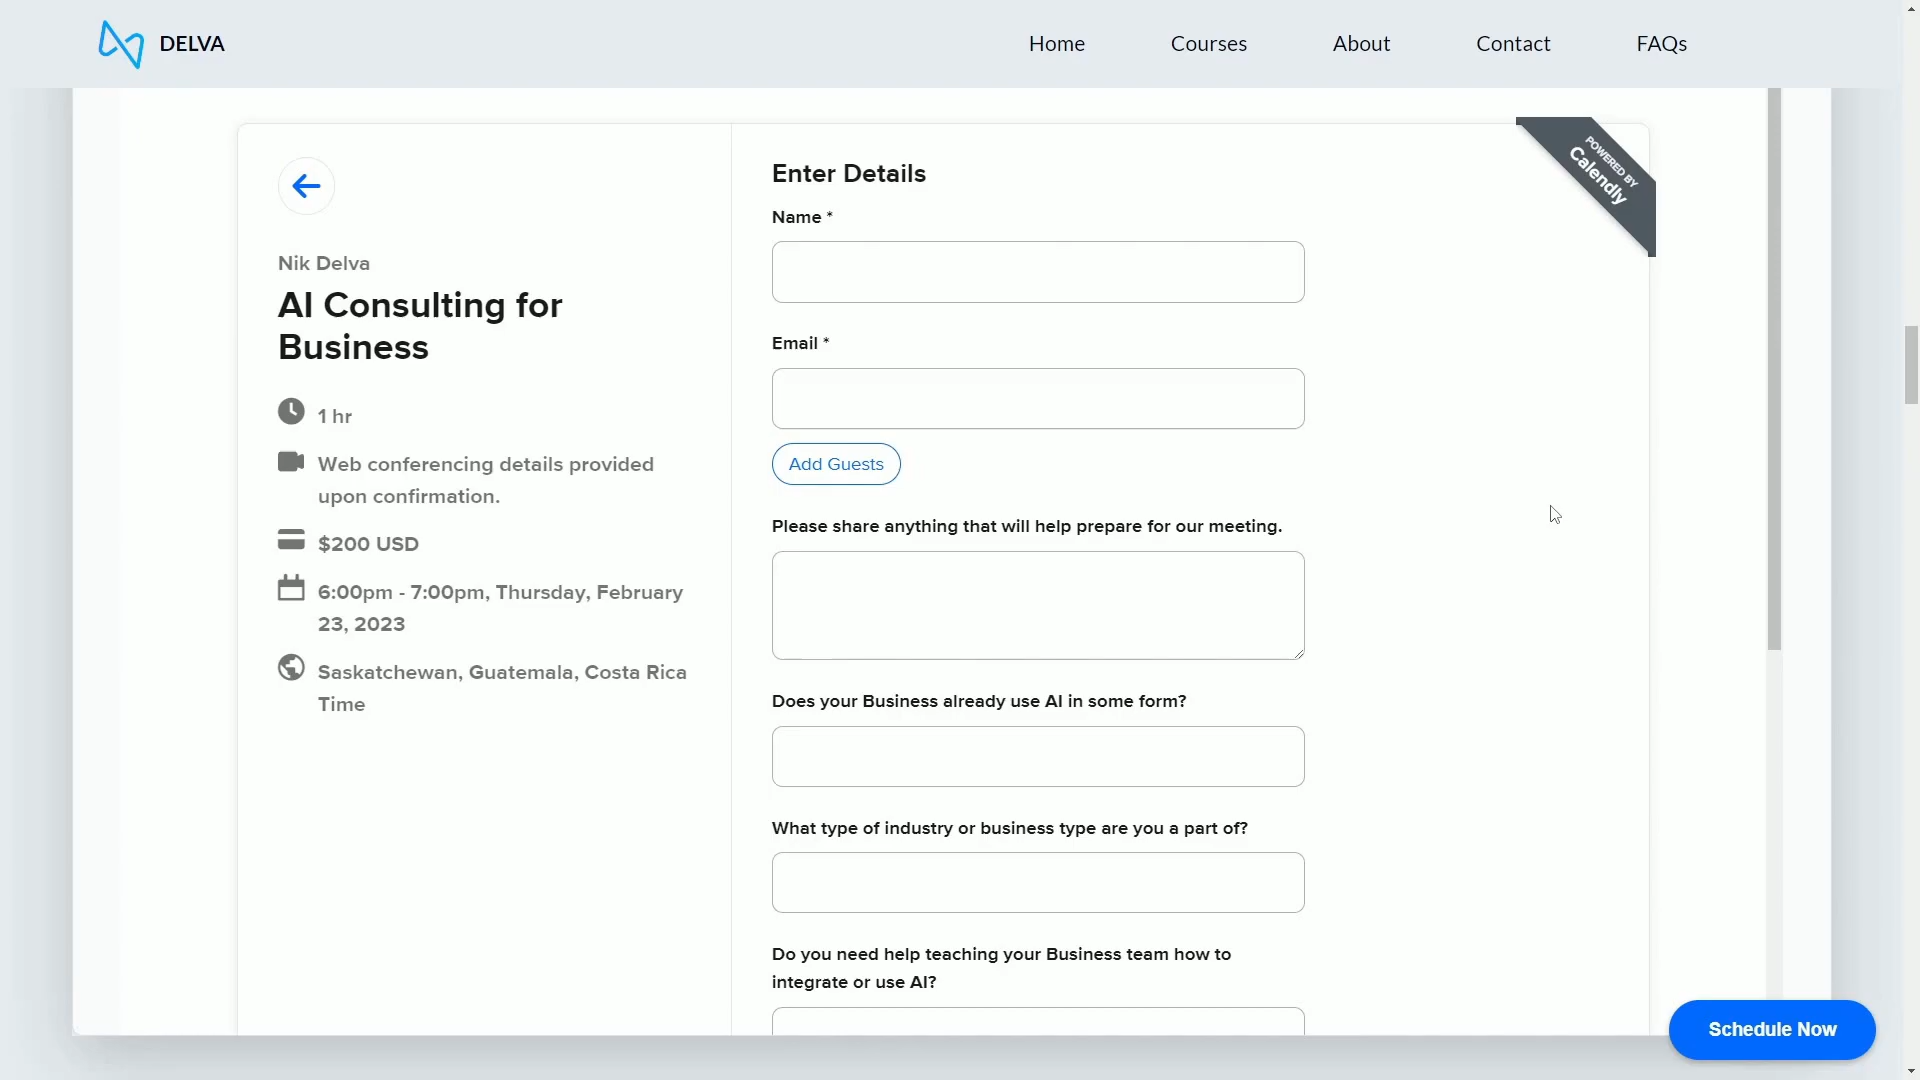 DELVA
Home
Courses
About
Contact
FAQs
POWERED BY
Calendly
Nik Delva
AI Consulting for
Business
1 hr
Web conferencing details provided
upon confirmation.
$200 USD
6:00pm - 7:00pm, Thursday, February
23, 2023
Saskatchewan, Guatemala, Costa Rica
Time
Enter Details
Name *
Email *
Add Guests
Please share anything that will help prepare for our meeting.
Does your Business already use AI in some form?
What type of industry or business type are you a part of?
Do you need help teaching your Business team how to
integrate or use AI?
Schedule Now